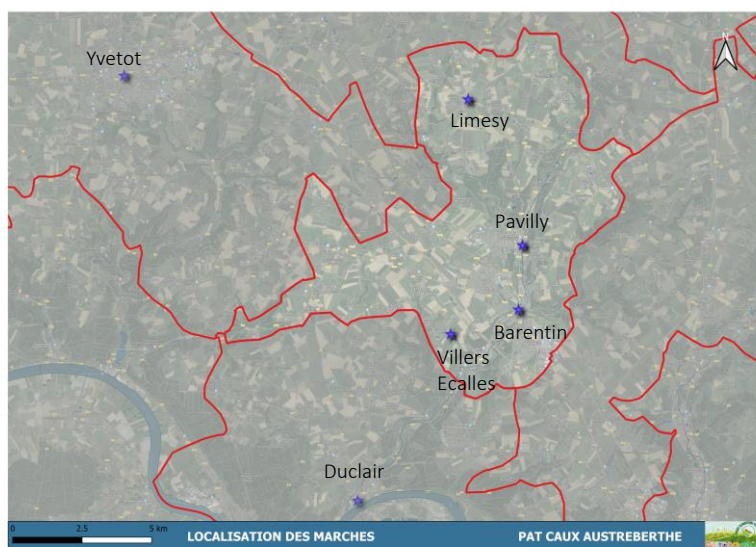 Yvetot
N
Limesy
Pavilly
Barentin
Villers
Ecalles
Duclair
0 2.5 5 km
LOCALISATION DES MARCHES
PAT CAUX AUSTREBERTHE